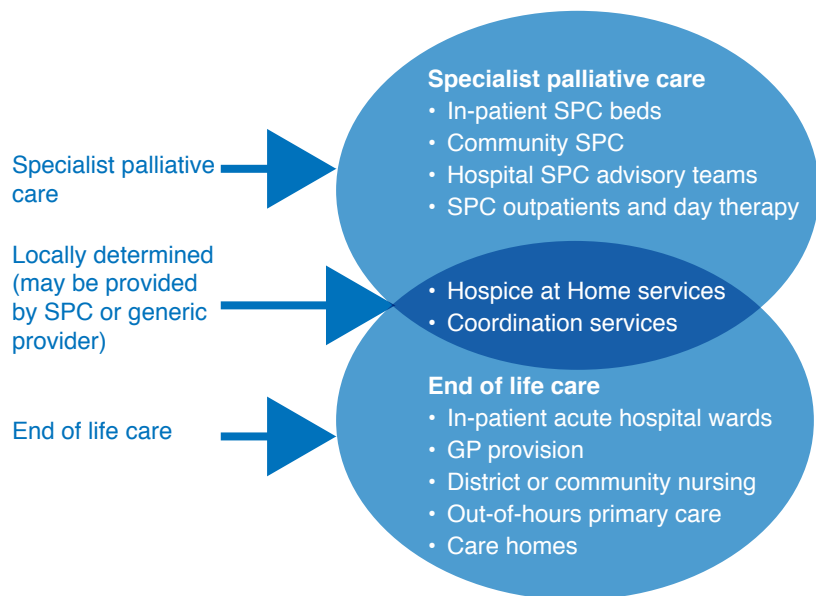 Specialist palliative care
• In-patient SPC beds
• Community SPC
• Hospital SPC advisory teams
• SPC outpatients and day therapy
Specialist palliative
care
Locally determined
(may be provided
by SPC or generic
provider)
• Hospice at Home services
• Coordination services
End of life care
End of life care
• In-patient acute hospital wards
• GP provision
• District or community nursing
• Out-of-hours primary care
• Care homes